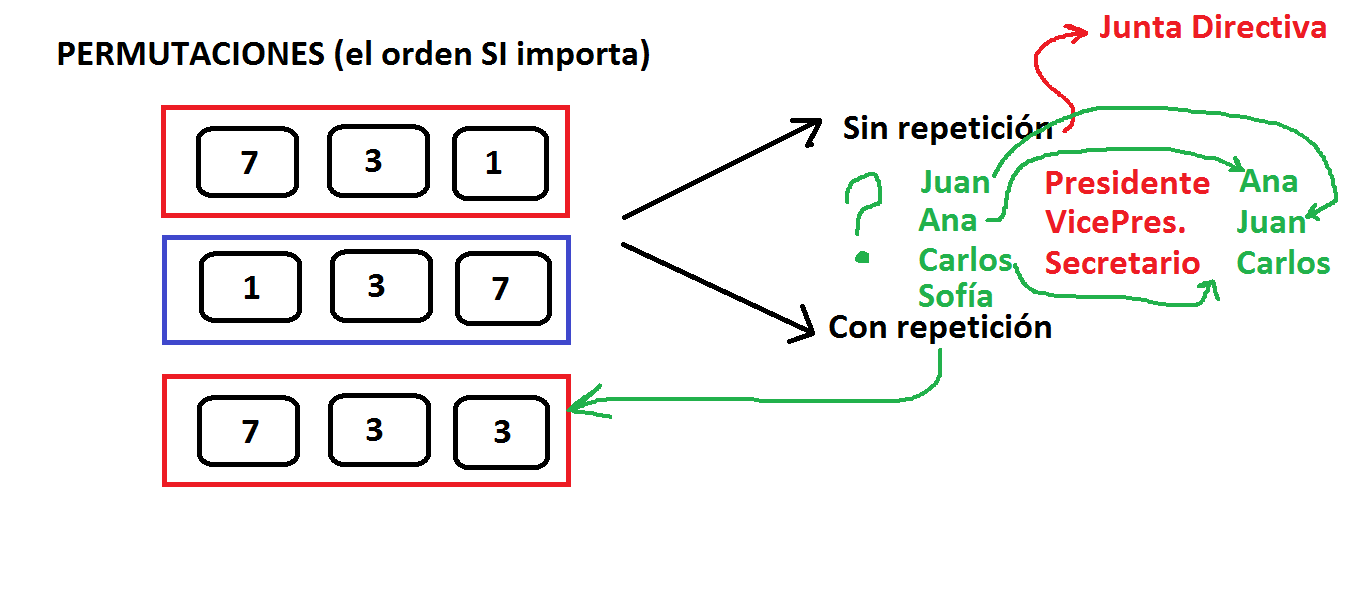 PERMUTACIONES (el orden SI importa)
7 3 1
1 3 7
7 3 3
Junta Directiva
Sin repetición
? Juan Presidente Ana
Ana VicePres. Juan
Carlos Secretario Carlos
Sofía
Con repetición